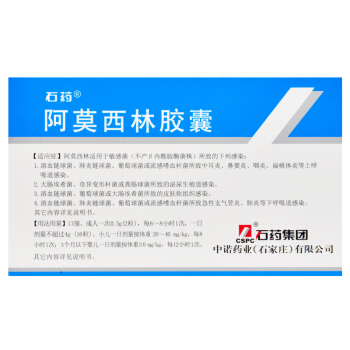 石药®
阿莫西林胶囊
【适应症】阿莫西林适用于敏感菌（不产β内酰胺酶菌株）所致的下列感染：
1. 溶血链球菌、肺炎链球菌、葡萄球菌或流感嗜血杆菌所致中耳炎、鼻窦炎、咽炎、扁桃体炎等上呼
吸道感染。
2. 大肠埃希菌、奇异变形杆菌或粪肠球菌所致的泌尿生殖道感染。
3. 溶血链球菌、葡萄球菌或大肠埃希菌所致的皮肤软组织感染。
4. 溶血链球菌、肺炎链球菌、葡萄球菌或流感嗜血杆菌所致急性支气管炎、肺炎等下呼吸道感染。
其它内容详见说明书。
【用法用量】口服。成人一次0.5g(2粒)，每6～8小时1次，一日
剂量不超过4g（16粒）。小儿一日剂量按体重20～40 mg/kg，每8
小时1次；3个月以下婴儿一日剂量按体重30 mg/kg，每12小时1次。
其它内容详见说明书。
CSPC 石药集团
中诺药业(石家庄)有限公司